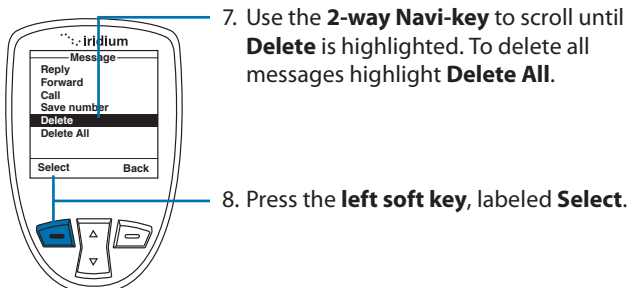 iridium
Message
Reply
Forward
Call
Save number
Delete
Delete All
Select Back
7. Use the 2-way Navi-key to scroll until
Delete is highlighted. To delete all
messages highlight Delete All.
8. Press the left soft key, labeled Select.